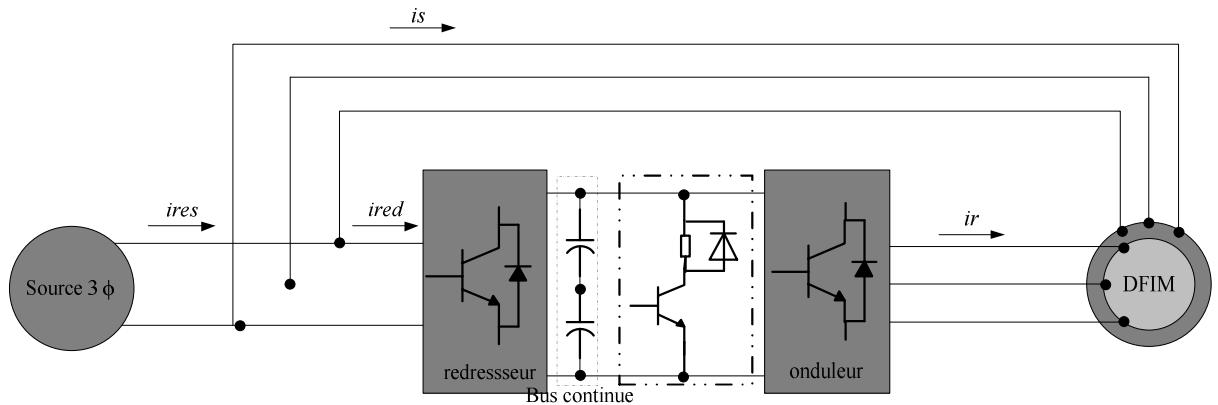 is
ires
ired
ir
Source 3 ϕ
DFIM
redressseur
onduleur
Bus continue